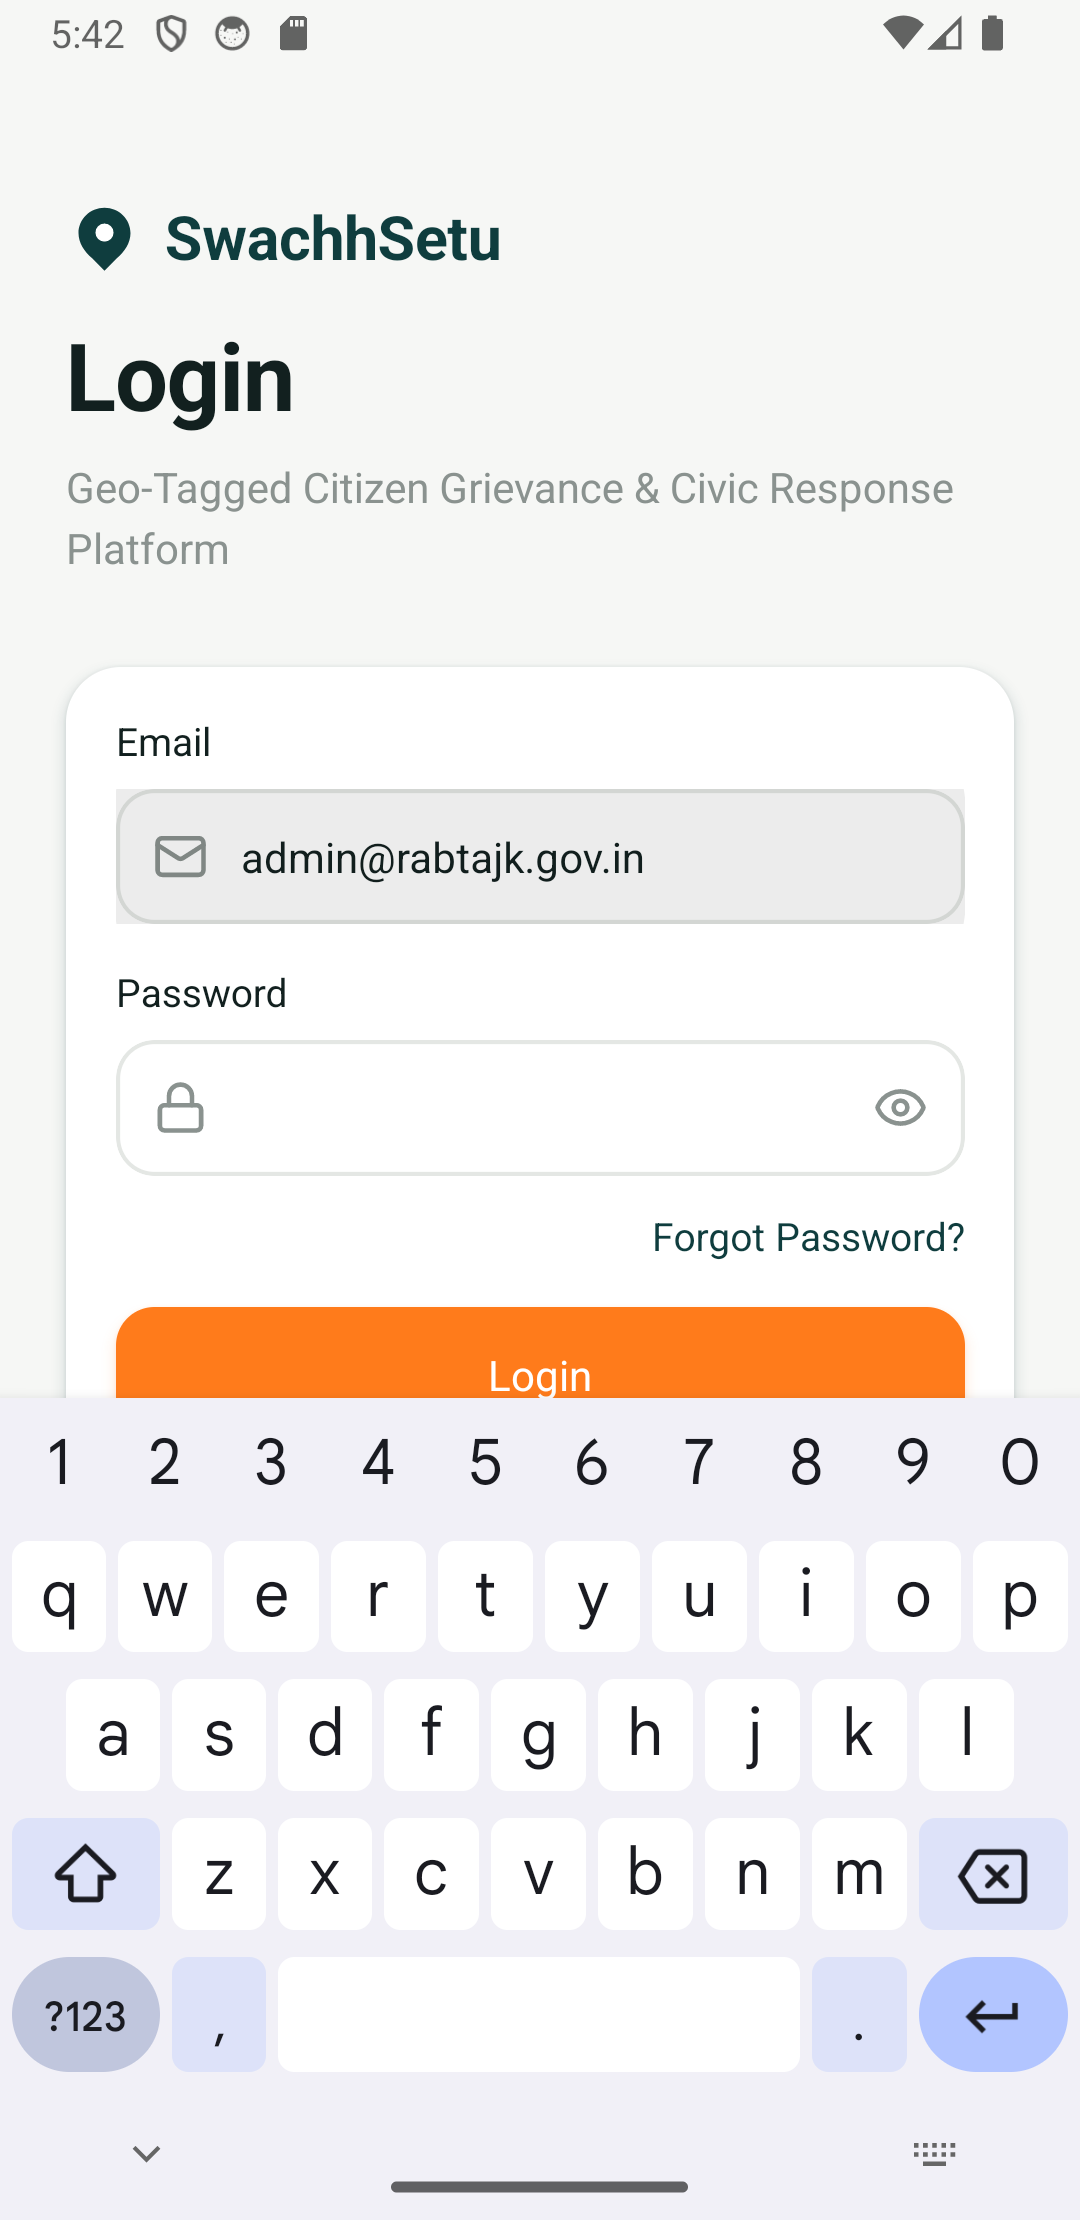 5:42
SwachhSetu
Login
Geo-Tagged Citizen Grievance & Civic Response
Platform
Email
admin@rabtajk.gov.in
Password
Forgot Password?
Login
1 2 3 4 5 6 7 8 9 0
q w e r t y u i o p
a s d f g h j k l
z x c v b n m
?123 , .